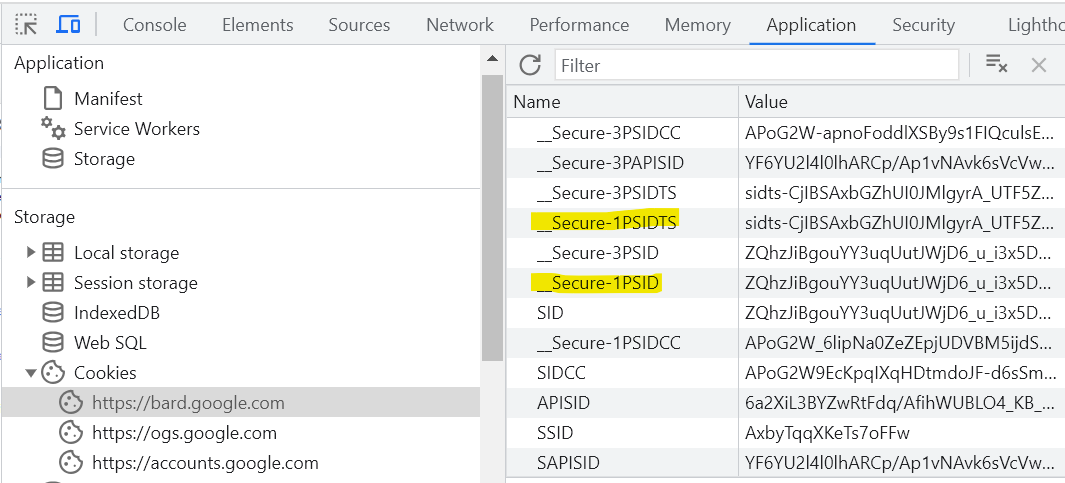 Console Elements Sources Network Performance Memory Application Security Lightho
Application
Manifest
Service Workers
Storage
Storage
Local storage
Session storage
IndexedDB
Web SQL
Cookies
https://bard.google.com
https://ogs.google.com
https://accounts.google.com
Filter
Name Value
__Secure-3PSIDCC APoG2W-apnoFoddlXSBy9s1FIQculsE...
__Secure-3PAPISID YF6YU2l4l0lhARCp/Ap1vNAvk6sVcVw...
__Secure-3PSIDTS sidts-CjIBSAxbGZhUI0JMlgyrA_UTF5Z...
__Secure-1PSIDTS sidts-CjIBSAxbGZhUI0JMlgyrA_UTF5Z...
__Secure-3PSID ZQhzJiBgouYY3uqUutJWjD6_u_i3x5D...
__Secure-1PSID ZQhzJiBgouYY3uqUutJWjD6_u_i3x5D...
SID ZQhzJiBgouYY3uqUutJWjD6_u_i3x5D...
__Secure-1PSIDCC APoG2W_6lipNa0ZeZEpjUDVBM5ijdS...
SIDCC APoG2W9EcKpqIXqHDtmdoJF-d6sSm...
APISID 6a2XiL3BYZwRtFdq/AfihWUBLO4_KB_...
SSID AxbyTqqXKeTs7oFFw
SAPISID YF6YU2l4l0lhARCp/Ap1vNAvk6sVcVw...